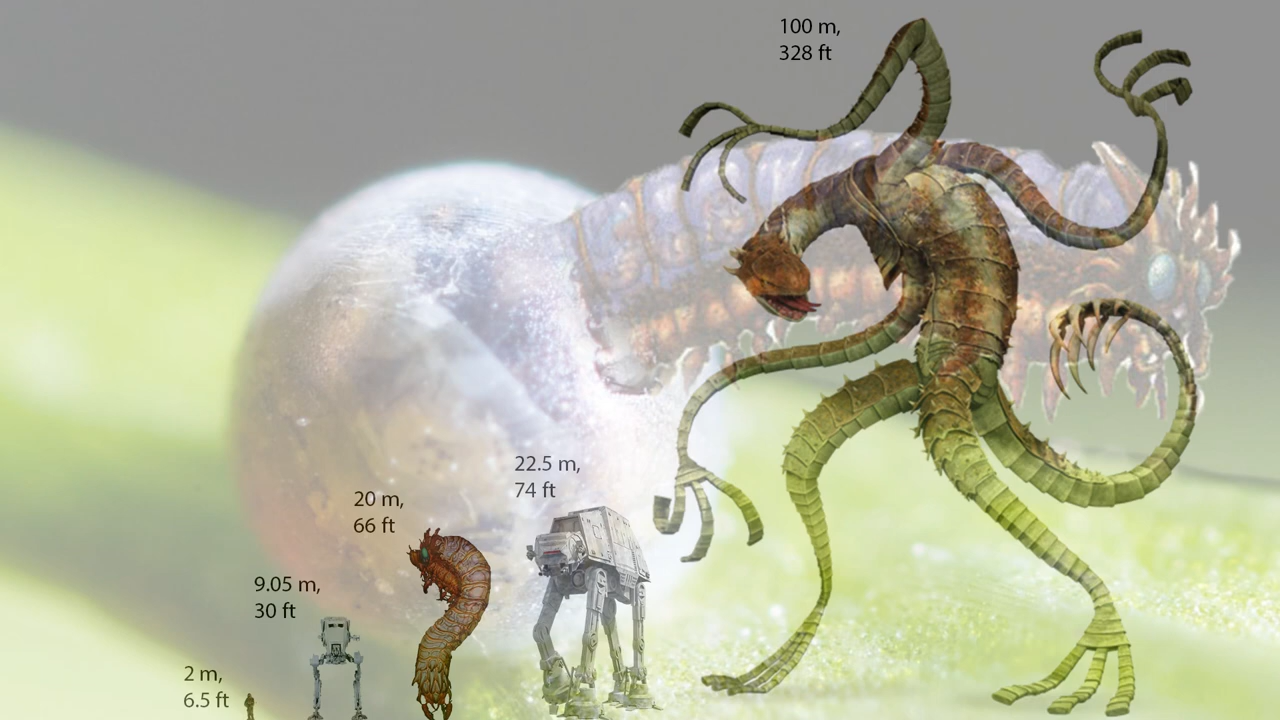 100 m,
328 ft
22.5 m,
74 ft
20 m,
66 ft
9.05 m,
30 ft
2 m,
6.5 ft